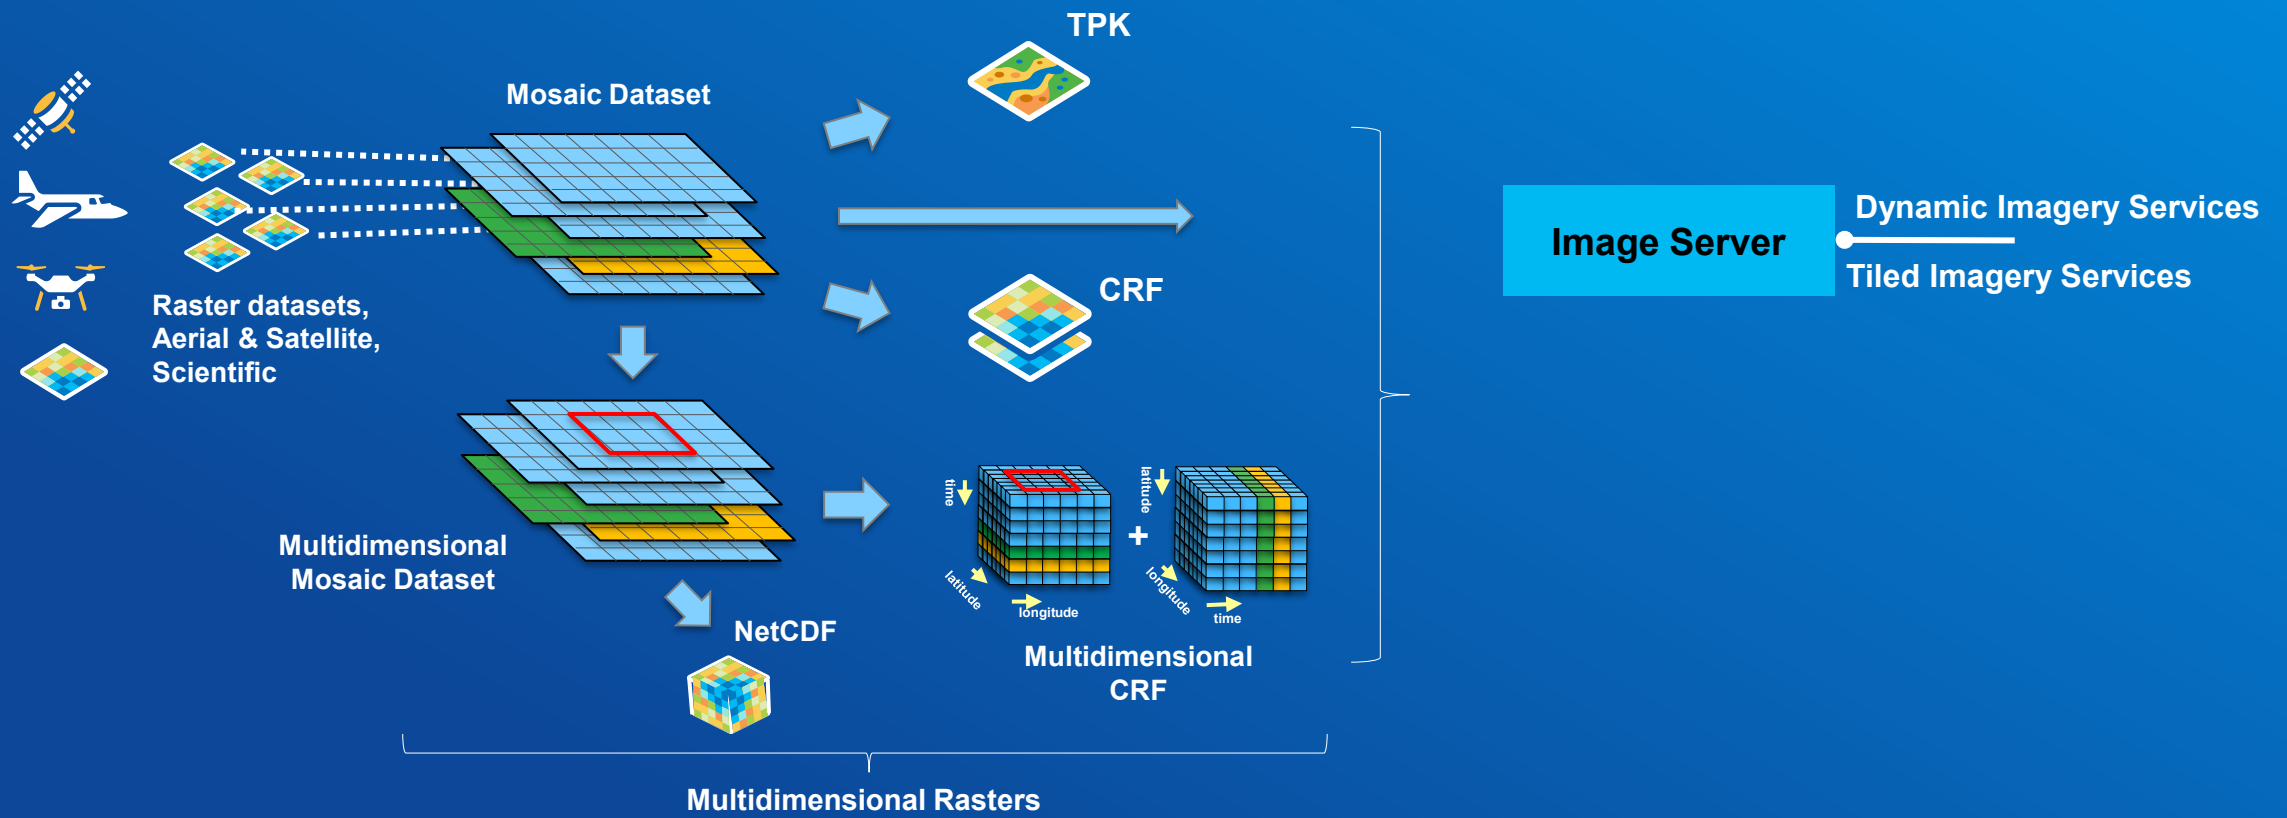 TPK
Mosaic Dataset
Raster datasets,
Aerial & Satellite,
Scientific
CRF
Image Server
Dynamic Imagery Services
Tiled Imagery Services
Multidimensional
Mosaic Dataset
time
latitude
longitude
+
latitude
longitude
time
Multidimensional
CRF
NetCDF
Multidimensional Rasters